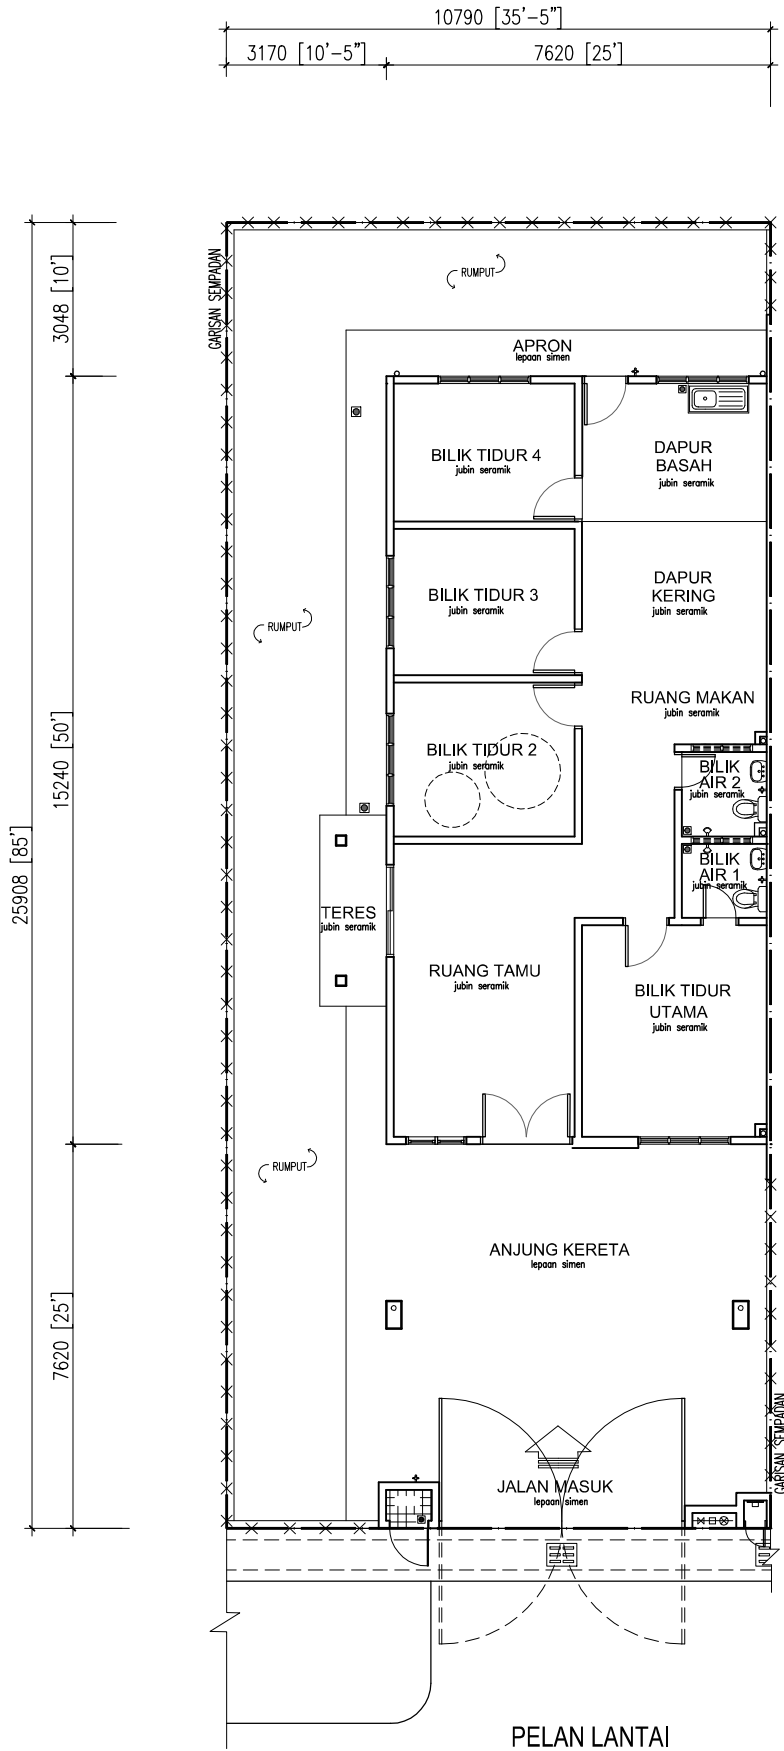 10790 [35'-5"]
3170 [10'-5"]
7620 [25']
3048 [10']
15240 [50']
25908 [85']
7620 [25']
GARISAN SEMPADAN
RUMPUT
APRON
lepaan simen
BILIK TIDUR 4
jubin seramik
DAPUR
BASAH
jubin seramik
BILIK TIDUR 3
jubin seramik
DAPUR
KERING
jubin seramik
RUMPUT
RUANG MAKAN
jubin seramik
BILIK TIDUR 2
jubin seramik
BILIK
AIR 2
jubin seramik
BILIK
AIR 1
jubin seramik
TERES
jubin seramik
RUANG TAMU
jubin seramik
BILIK TIDUR
UTAMA
jubin seramik
RUMPUT
ANJUNG KERETA
lepaan simen
GARISAN SEMPADAN
JALAN MASUK
lepaan simen
PELAN LANTAI